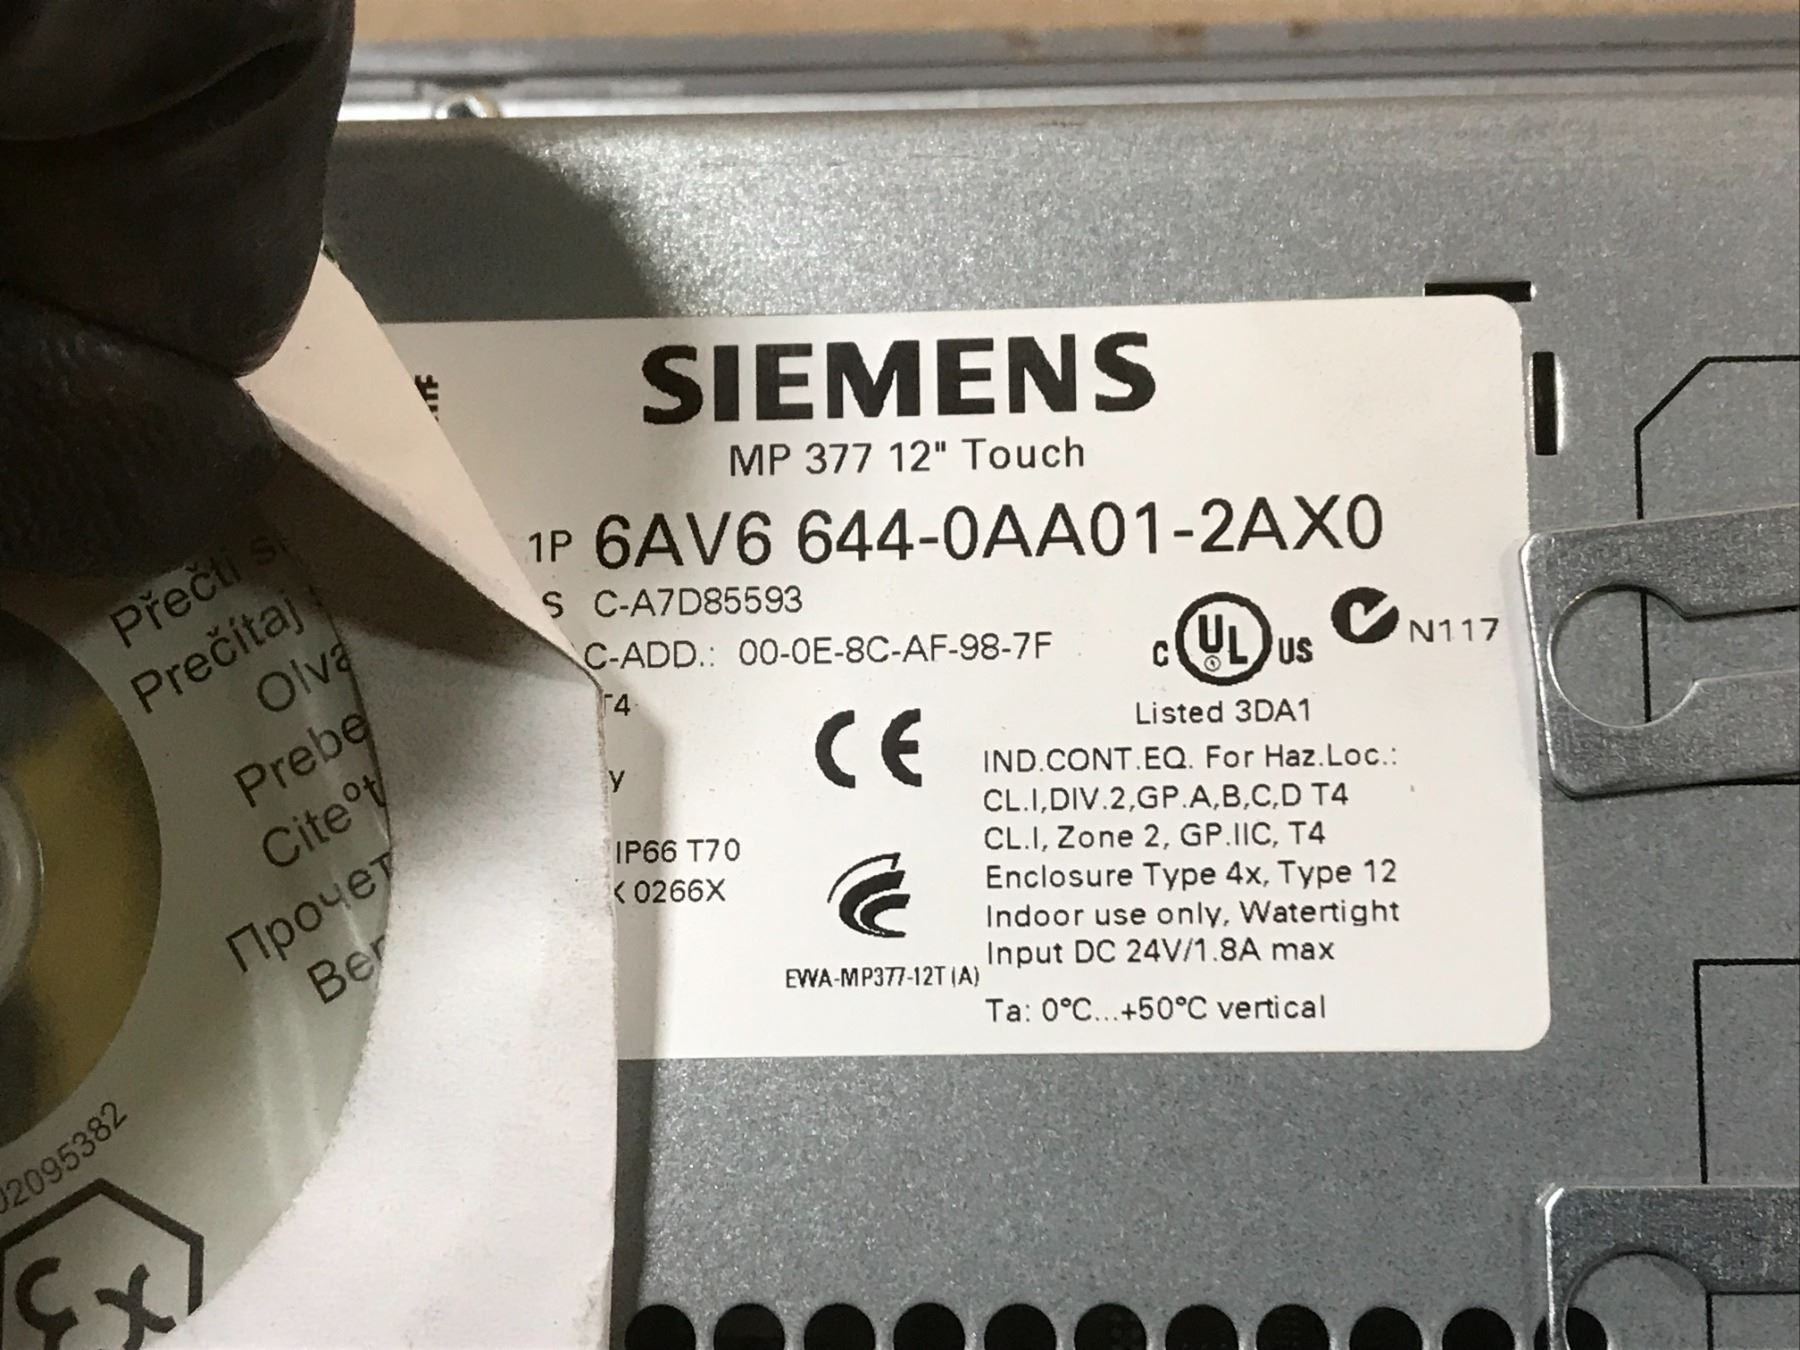 SIEMENS
MP 377 12" Touch
1P 6AV6 644-0AA01-2AX0
S C-A7D85593
C-ADD.: 00-0E-8C-AF-98-7F
C UL US N117
T4
Listed 3DA1
CE
IND.CONT.EQ. For Haz.Loc.:
CL.I,DIV.2,GP.A,B,C,D T4
y
CL.I, Zone 2, GP.IIC, T4
IP66 T70
Enclosure Type 4x, Type 12
K 0266X
Indoor use only, Watertight
Input DC 24V/1.8A max
EWA-MP377-12T(A)
Ta: 0°C...+50°C vertical
Přečti
Prečítaj
Olva
Prebe
Cite°t
Прочет
Ber
02095382
εx